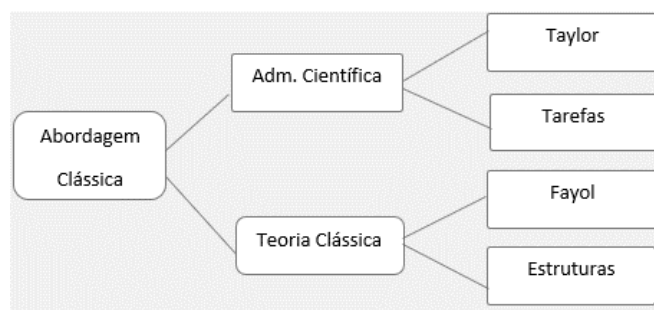 Abordagem
Clássica
Adm. Científica
Teoria Clássica
Taylor
Tarefas
Fayol
Estruturas